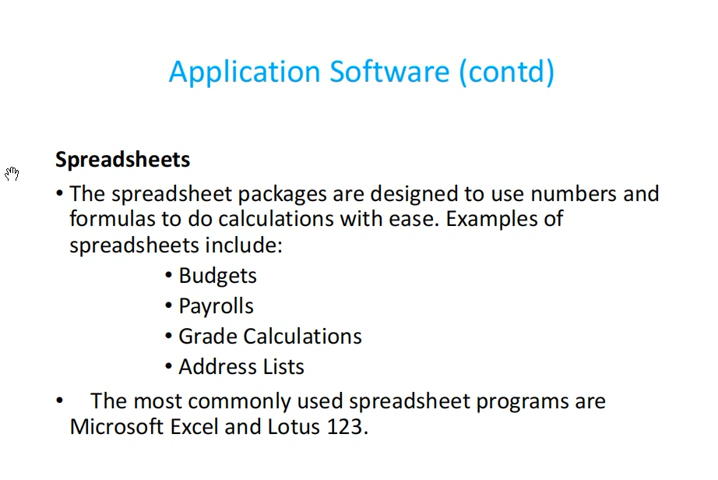 Application Software (contd)
Spreadsheets
• The spreadsheet packages are designed to use numbers and
formulas to do calculations with ease. Examples of
spreadsheets include:
• Budgets
• Payrolls
• Grade Calculations
• Address Lists
• The most commonly used spreadsheet programs are
Microsoft Excel and Lotus 123.